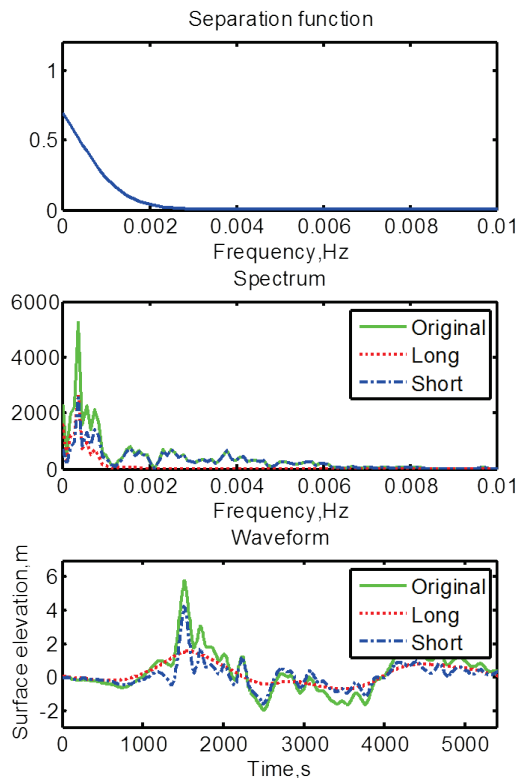 Separation function
1
0.5
0
0 0.002 0.004 0.006 0.008 0.01
Frequency,Hz
Spectrum
6000
4000
2000
0
Original
Long
Short
0 0.002 0.004 0.006 0.008 0.01
Frequency,Hz
Waveform
Surface elevation,m
6
4
2
0
-2
Original
Long
Short
0 1000 2000 3000 4000 5000
Time,s